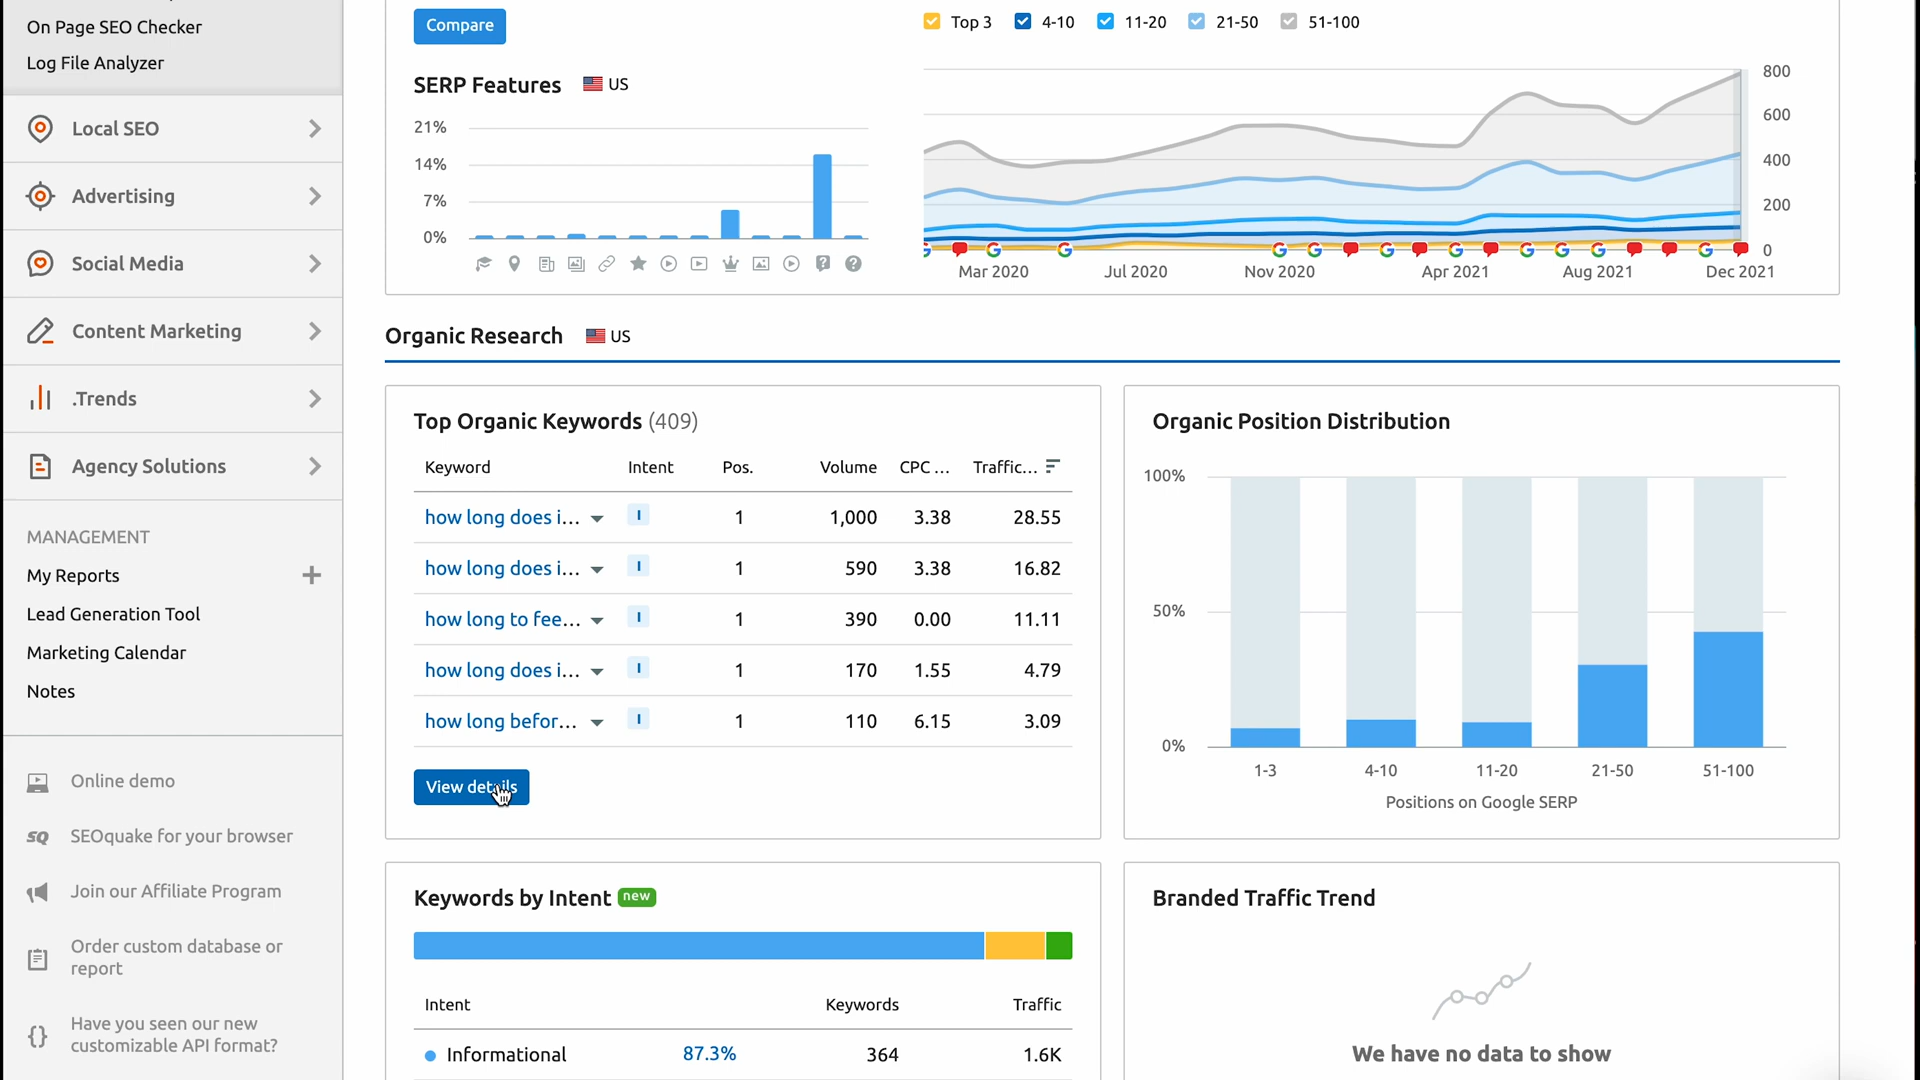 On Page SEO Checker
Log File Analyzer
Local SEO
Advertising
Social Media
Content Marketing
.Trends
Agency Solutions
MANAGEMENT
My Reports
Lead Generation Tool
Marketing Calendar
Notes
Online demo
SQ SEOquake for your browser
Join our Affiliate Program
Order custom database or
report
{} Have you seen our new
customizable API format?
Compare
Top 3 4-10 11-20 21-50 51-100
SERP Features US
21%
14%
7%
0%
800
600
400
200
0
Mar 2020 Jul 2020 Nov 2020 Apr 2021 Aug 2021 Dec 2021
Organic Research US
Top Organic Keywords (409)
Keyword Intent Pos. Volume CPC ... Traffic...
how long does i... I 1 1,000 3.38 28.55
how long does i... I 1 590 3.38 16.82
how long to fee... I 1 390 0.00 11.11
how long does i... I 1 170 1.55 4.79
how long befor... I 1 110 6.15 3.09
View details
Organic Position Distribution
100%
50%
0%
1-3 4-10 11-20 21-50 51-100
Positions on Google SERP
Keywords by Intent new
Intent Keywords Traffic
Informational 87.3% 364 1.6K
Branded Traffic Trend
We have no data to show